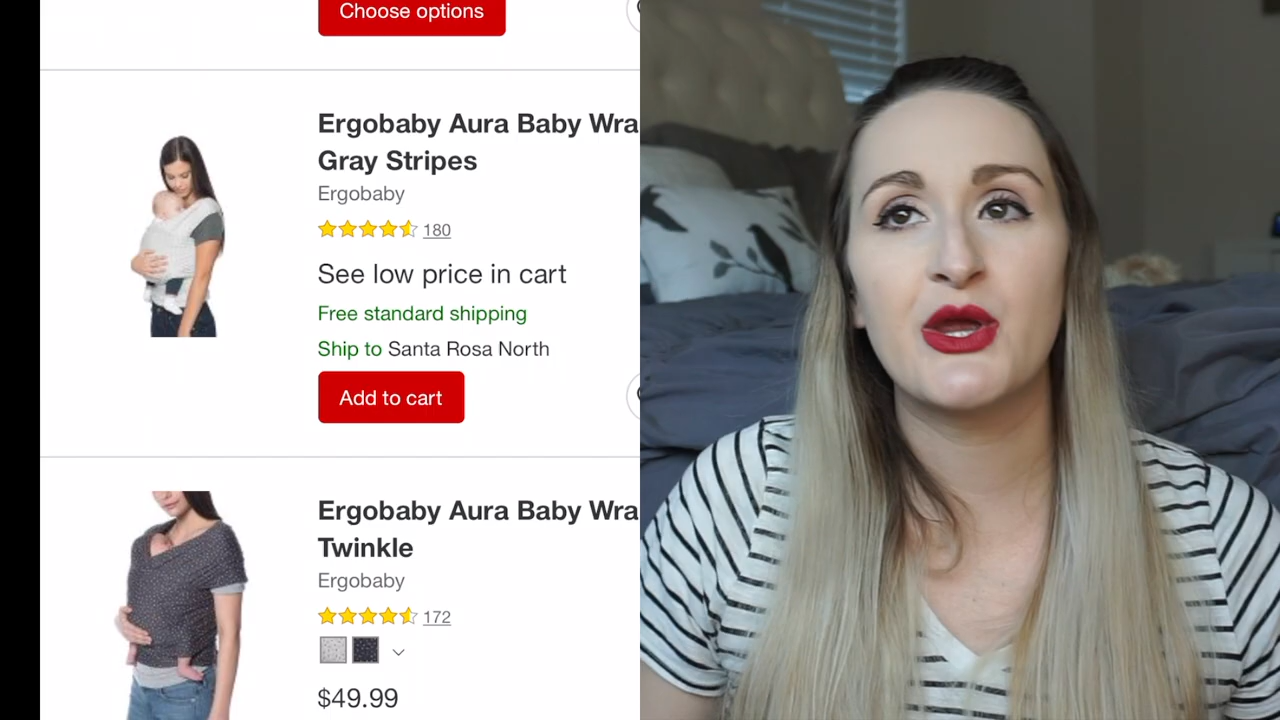 Choose options
Ergobaby Aura Baby Wra
Gray Stripes
Ergobaby
180
See low price in cart
Free standard shipping
Ship to Santa Rosa North
Add to cart
Ergobaby Aura Baby Wra
Twinkle
Ergobaby
172
$49.99